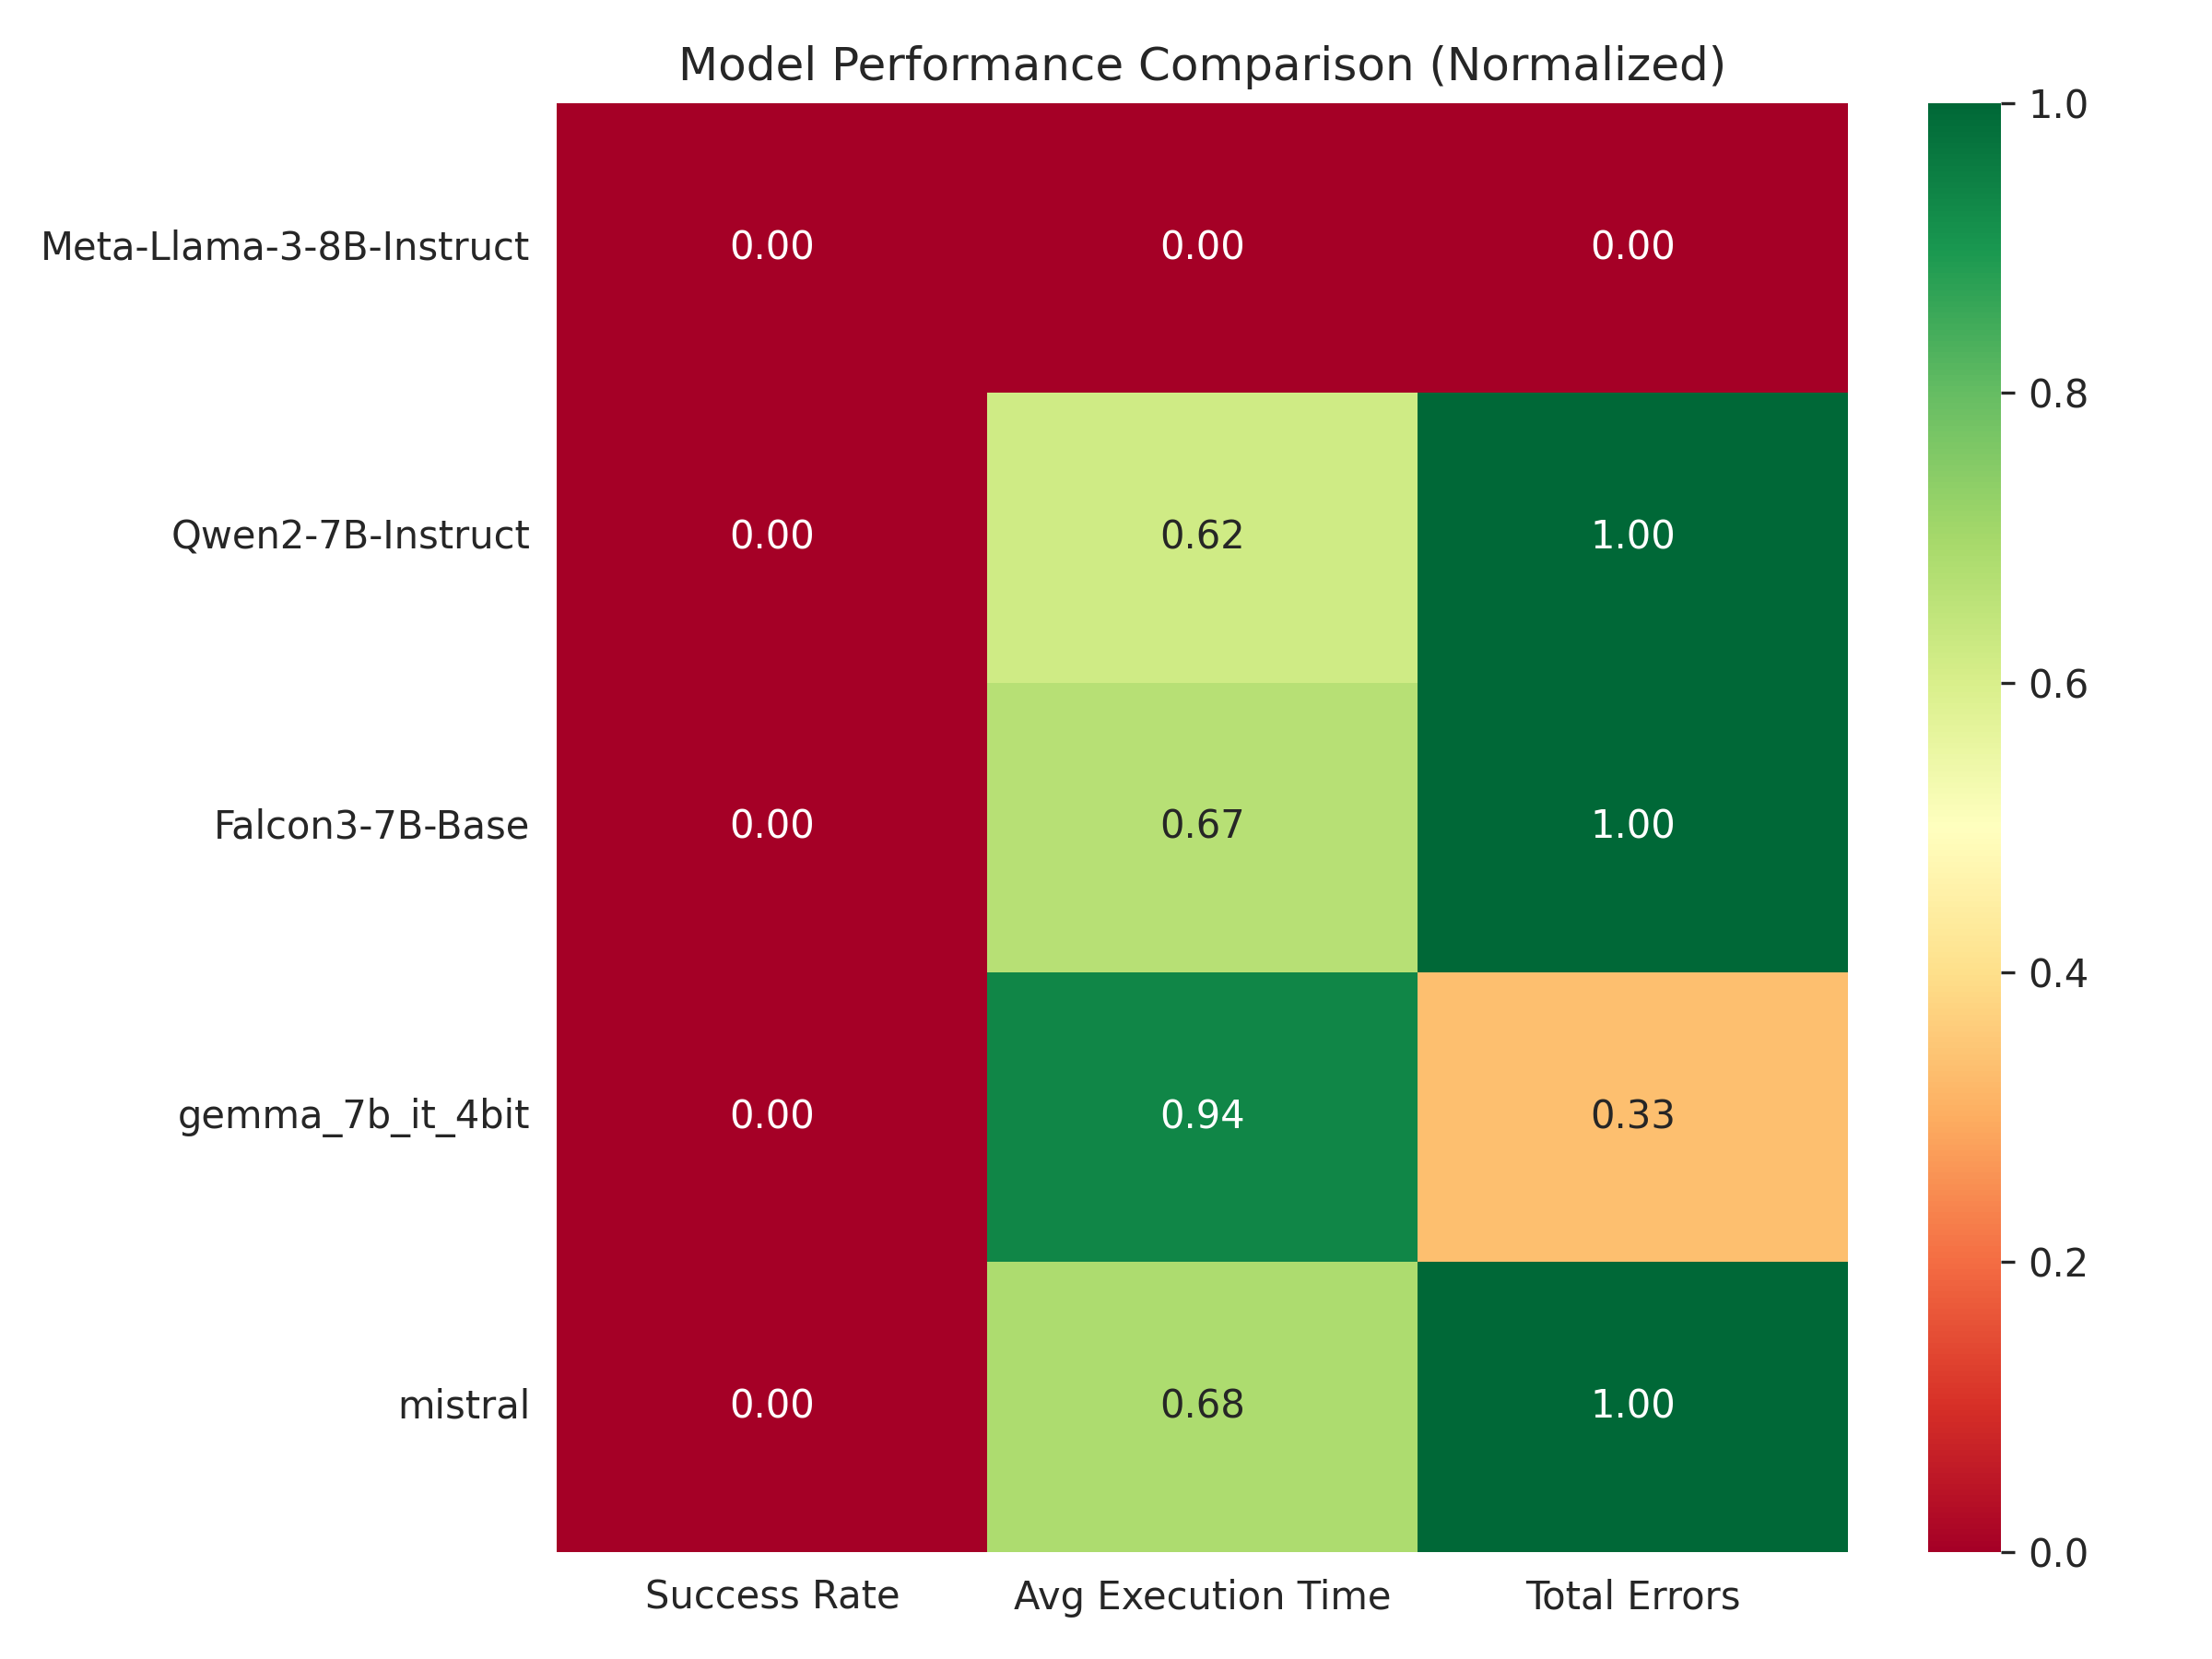 Model Performance Comparison (Normalized)
Meta-Llama-3-8B-Instruct 0.00 0.00 0.00
Qwen2-7B-Instruct 0.00 0.62 1.00
Falcon3-7B-Base 0.00 0.67 1.00
gemma_7b_it_4bit 0.00 0.94 0.33
mistral 0.00 0.68 1.00
Success Rate Avg Execution Time Total Errors
1.0
0.8
0.6
0.4
0.2
0.0